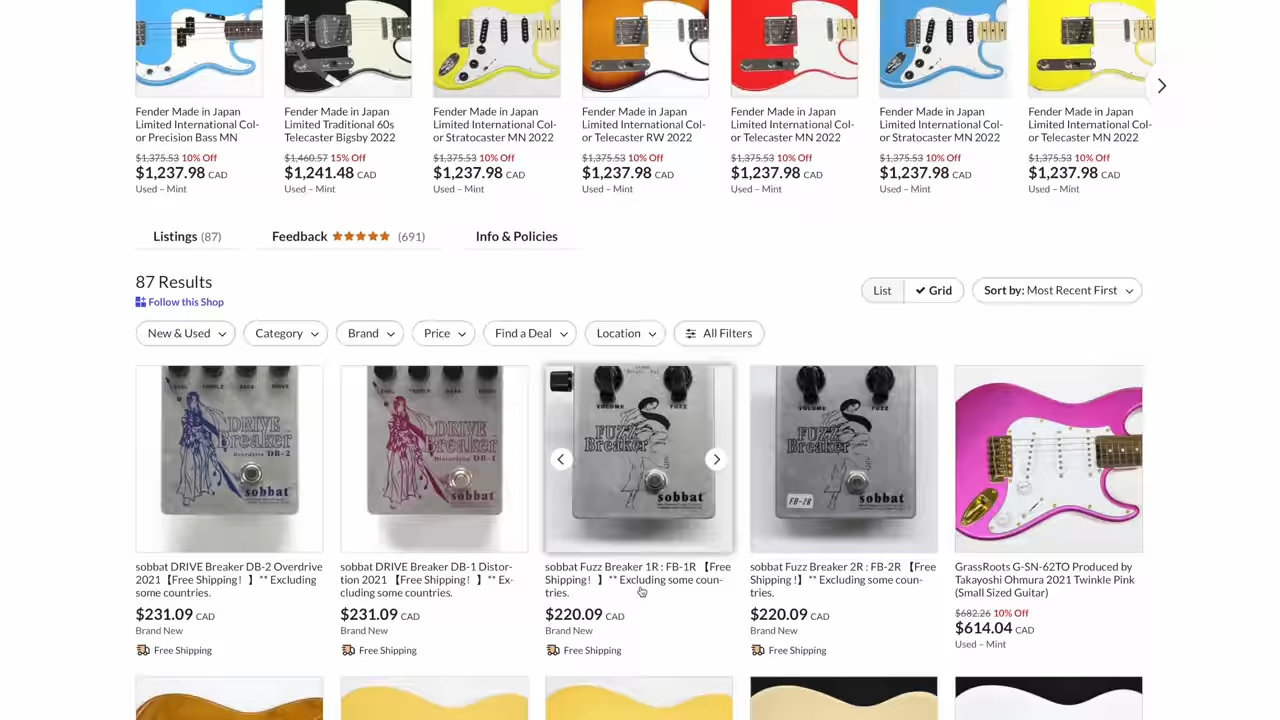 Fender Made in Japan
Limited International Col-
or Precision Bass MN
$1,375.53 10% Off
$1,237.98 CAD
Used – Mint
Fender Made in Japan
Limited Traditional 60s
Telecaster Bigsby 2022
$1,460.57 15% Off
$1,241.48 CAD
Used – Mint
Fender Made in Japan
Limited International Col-
or Stratocaster MN 2022
$1,375.53 10% Off
$1,237.98 CAD
Used – Mint
Fender Made in Japan
Limited International Col-
or Telecaster RW 2022
$1,375.53 10% Off
$1,237.98 CAD
Used – Mint
Fender Made in Japan
Limited International Col-
or Telecaster MN 2022
$1,375.53 10% Off
$1,237.98 CAD
Used – Mint
Fender Made in Japan
Limited International Col-
or Stratocaster MN 2022
$1,375.53 10% Off
$1,237.98 CAD
Used – Mint
Fender Made in Japan
Limited International Col-
or Telecaster MN 2022
$1,375.53 10% Off
$1,237.98 CAD
Used – Mint
Listings (87) Feedback (691) Info & Policies
87 Results
Follow this Shop
List Grid Sort by: Most Recent First
New & Used Category Brand Price Find a Deal Location All Filters
DRIVE
Breaker
Overdrive DB-2
sobbat
sobbat DRIVE Breaker DB-2 Overdrive
2021 【Free Shipping！】** Excluding
some countries.
$231.09 CAD
Brand New
Free Shipping
DRIVE
Breaker
Distortion DB-1
sobbat
sobbat DRIVE Breaker DB-1 Distor-
tion 2021 【Free Shipping！】** Ex-
cluding some countries.
$231.09 CAD
Brand New
Free Shipping
VOLUME FUZZ
FUZZ
Breaker
sobbat
sobbat Fuzz Breaker 1R : FB-1R 【Free
Shipping！】** Excluding some coun-
tries.
$220.09 CAD
Brand New
Free Shipping
VOLUME FUZZ
FUZZ
Breaker
FB-2R
sobbat
sobbat Fuzz Breaker 2R : FB-2R 【Free
Shipping !】** Excluding some coun-
tries.
$220.09 CAD
Brand New
Free Shipping
GrassRoots G-SN-62TO Produced by
Takayoshi Ohmura 2021 Twinkle Pink
(Small Sized Guitar)
$682.26 10% Off
$614.04 CAD
Used – Mint